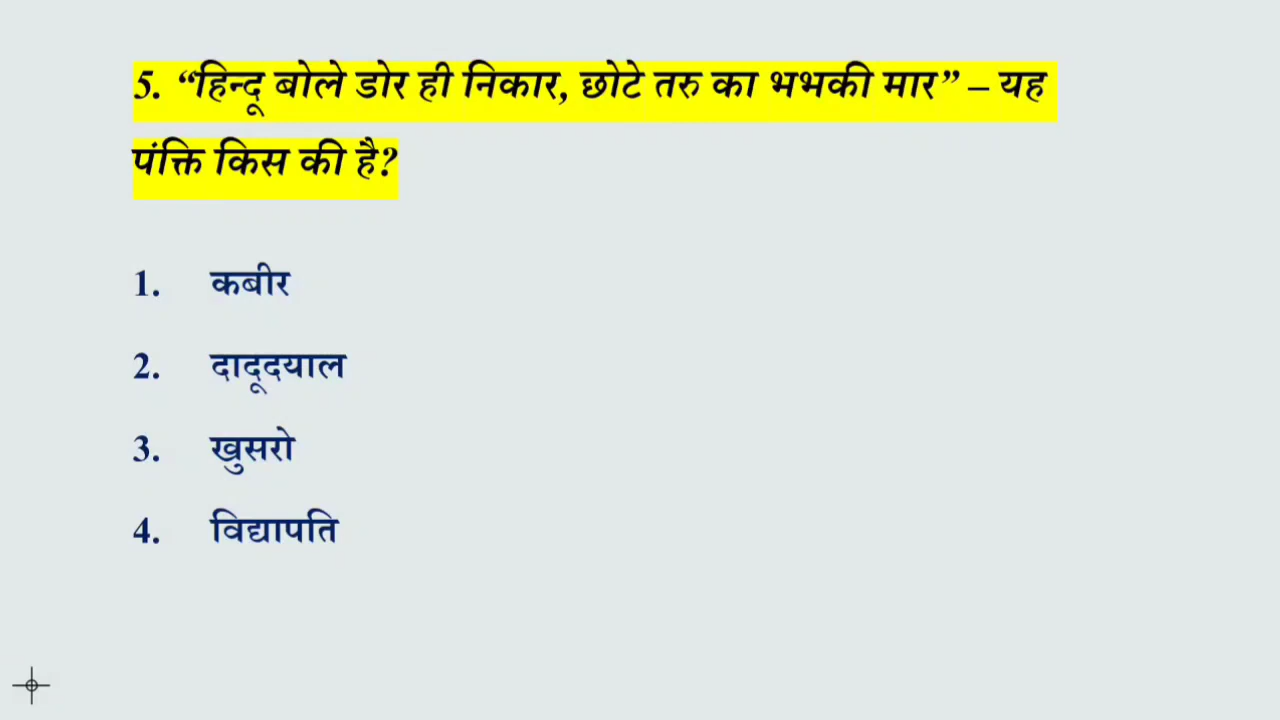 5. “हिन्दू बोले डोर ही निकार, छोटे तरु का भभकी मार” – यह
पंक्ति किस की है?
1. कबीर
2. दादूदयाल
3. खुसरो
4. विद्यापति